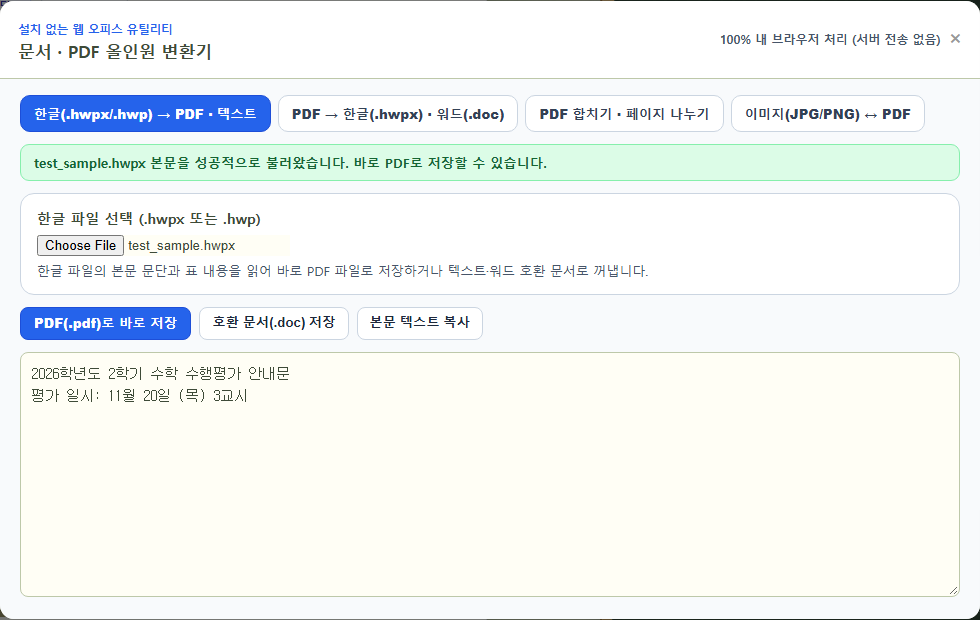 설치 없는 웹 오피스 유틸리티
문서 · PDF 올인원 변환기
100% 내 브라우저 처리 (서버 전송 없음) ✕
한글(.hwpx/.hwp) → PDF · 텍스트
PDF → 한글(.hwpx) · 워드(.doc)
PDF 합치기 · 페이지 나누기
이미지(JPG/PNG) ↔ PDF
test_sample.hwpx 본문을 성공적으로 불러왔습니다. 바로 PDF로 저장할 수 있습니다.
한글 파일 선택 (.hwpx 또는 .hwp)
Choose File test_sample.hwpx
한글 파일의 본문 문단과 표 내용을 읽어 바로 PDF 파일로 저장하거나 텍스트·워드 호환 문서로 꺼냅니다.
PDF(.pdf)로 바로 저장
호환 문서(.doc) 저장
본문 텍스트 복사
2026학년도 2학기 수학 수행평가 안내문
평가 일시: 11월 20일 (목) 3교시